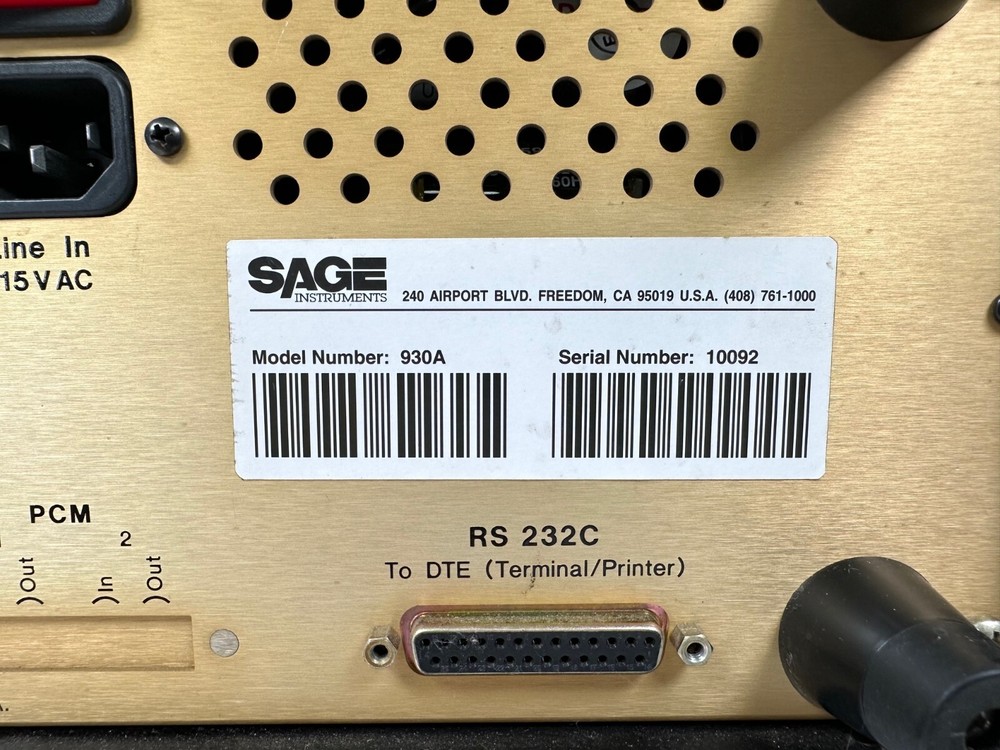 Line In
115 V AC
SAGE
INSTRUMENTS
240 AIRPORT BLVD. FREEDOM, CA 95019 U.S.A. (408) 761-1000
Model Number: 930A
Serial Number: 10092
PCM
2
)Out
)In
)Out
RS 232C
To DTE (Terminal/Printer)